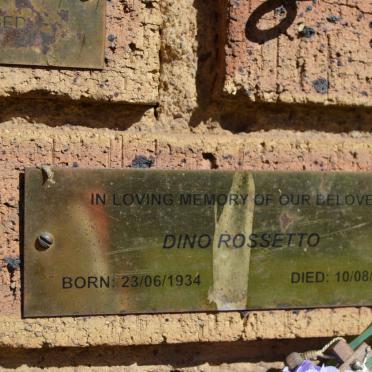 IN LOVING MEMORY OF OUR BELOVE
DINO ROSSETTO
BORN: 23/06/1934 DIED: 10/08/